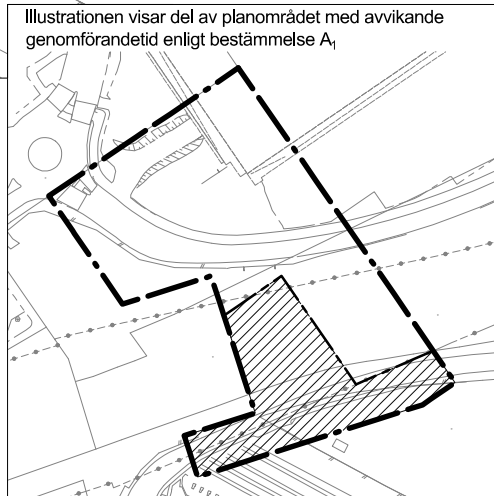 Illustrationen visar del av planområdet med avvikande
genomförandetid enligt bestämmelse A₁